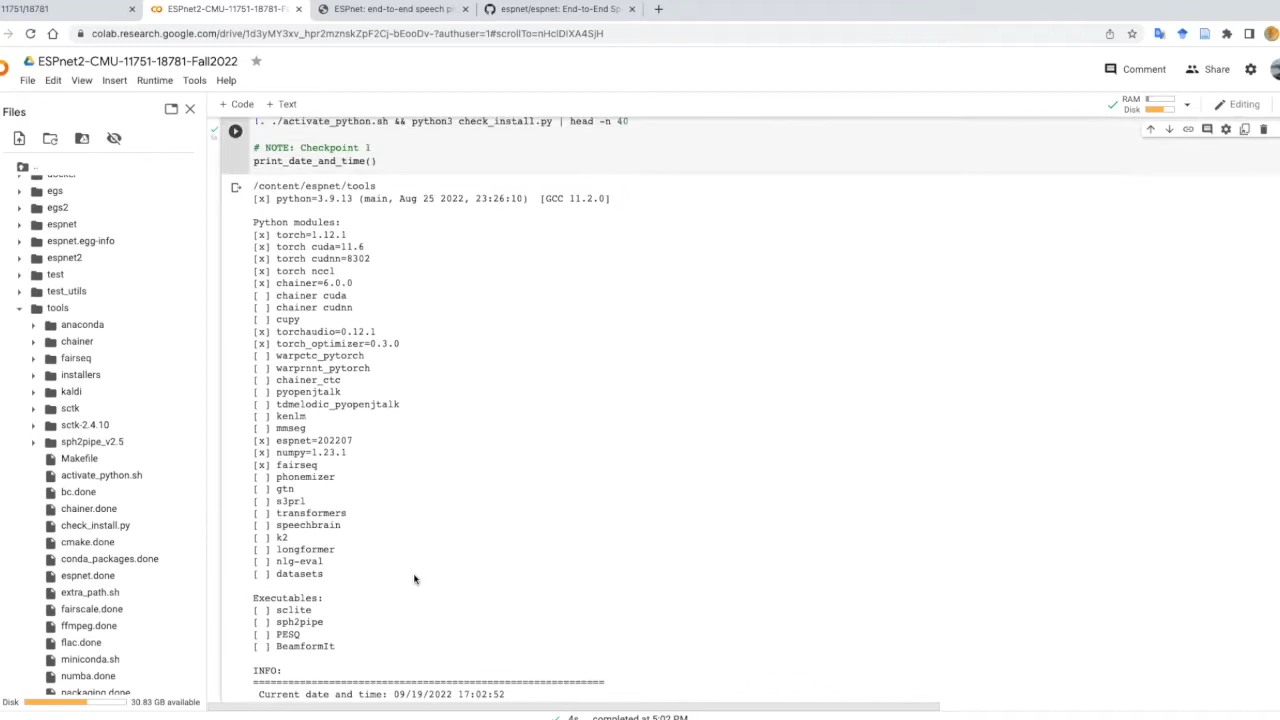 11751/18781
ESPnet2-CMU-11751-18781-F
ESPnet: end-to-end speech p
espnet/espnet: End-to-End Sp
colab.research.google.com/drive/1d3yMY3xv_hpr2mznskZpF2Cj-bEooDv-?authuser=1#scrollTo=nHclDlXA4SjH
ESPnet2-CMU-11751-18781-Fall2022
File Edit View Insert Runtime Tools Help
Comment
Share
Files
+ Code + Text
RAM
Disk
Editing
!. ./activate_python.sh && python3 check_install.py | head -n 40
# NOTE: Checkpoint 1
print_date_and_time()
..
docker
egs
egs2
espnet
espnet.egg-info
espnet2
test
test_utils
tools
anaconda
chainer
fairseq
installers
kaldi
sctk
sctk-2.4.10
sph2pipe_v2.5
Makefile
activate_python.sh
bc.done
chainer.done
check_install.py
cmake.done
conda_packages.done
espnet.done
extra_path.sh
fairscale.done
ffmpeg.done
flac.done
miniconda.sh
numba.done
packaging.done
Disk 30.83 GB available
/content/espnet/tools
[x] python=3.9.13 (main, Aug 25 2022, 23:26:10)  [GCC 11.2.0]
Python modules:
[x] torch=1.12.1
[x] torch cuda=11.6
[x] torch cudnn=8302
[x] torch nccl
[x] chainer=6.0.0
[ ] chainer cuda
[ ] chainer cudnn
[ ] cupy
[x] torchaudio=0.12.1
[x] torch_optimizer=0.3.0
[ ] warpctc_pytorch
[ ] warprnnt_pytorch
[ ] chainer_ctc
[ ] pyopenjtalk
[ ] tdmelodic_pyopenjtalk
[ ] kenlm
[ ] mmseg
[x] espnet=202207
[x] numpy=1.23.1
[x] fairseq
[ ] phonemizer
[ ] gtn
[ ] s3prl
[ ] transformers
[ ] speechbrain
[ ] k2
[ ] longformer
[ ] nlg-eval
[ ] datasets
Executables:
[ ] sclite
[ ] sph2pipe
[ ] PESQ
[ ] BeamformIt
INFO:
============================================================
Current date and time: 09/19/2022 17:02:52
4s completed at 5:02 PM